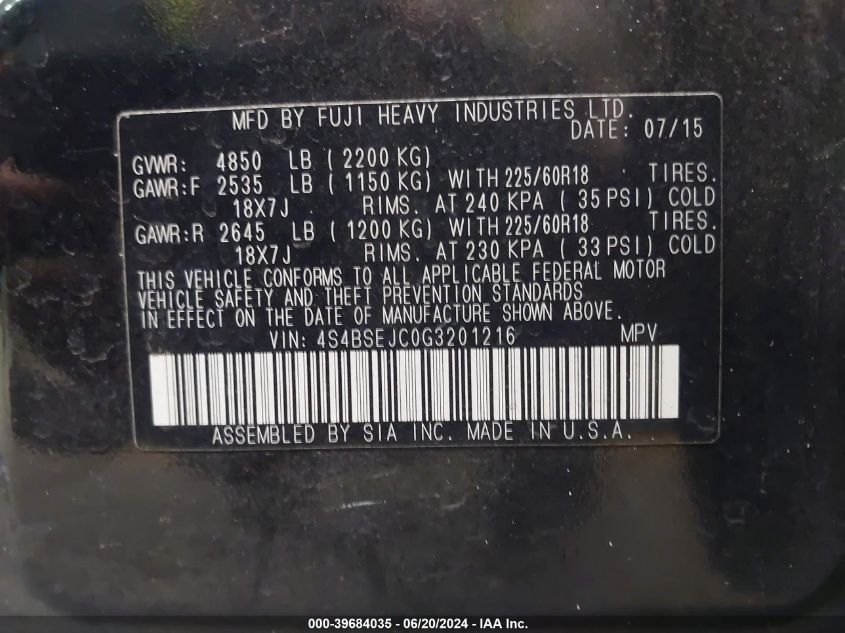 MFD BY FUJI HEAVY INDUSTRIES LTD.
DATE: 07/15
GVWR: 4850 LB ( 2200 KG)
GAWR:F 2535 LB ( 1150 KG) WITH 225/60R18 TIRES.
18X7J RIMS. AT 240 KPA ( 35 PSI) COLD
GAWR:R 2645 LB ( 1200 KG) WITH 225/60R18 TIRES.
18X7J RIMS. AT 230 KPA ( 33 PSI) COLD
THIS VEHICLE CONFORMS TO ALL APPLICABLE FEDERAL MOTOR
VEHICLE SAFETY AND THEFT PREVENTION STANDARDS
IN EFFECT ON THE DATE OF MANUFACTURE SHOWN ABOVE.
VIN: 4S4BSEJC0G3201216 MPV
ASSEMBLED BY SIA INC. MADE IN U.S.A.
000-39684035 - 06/20/2024 - IAA Inc.